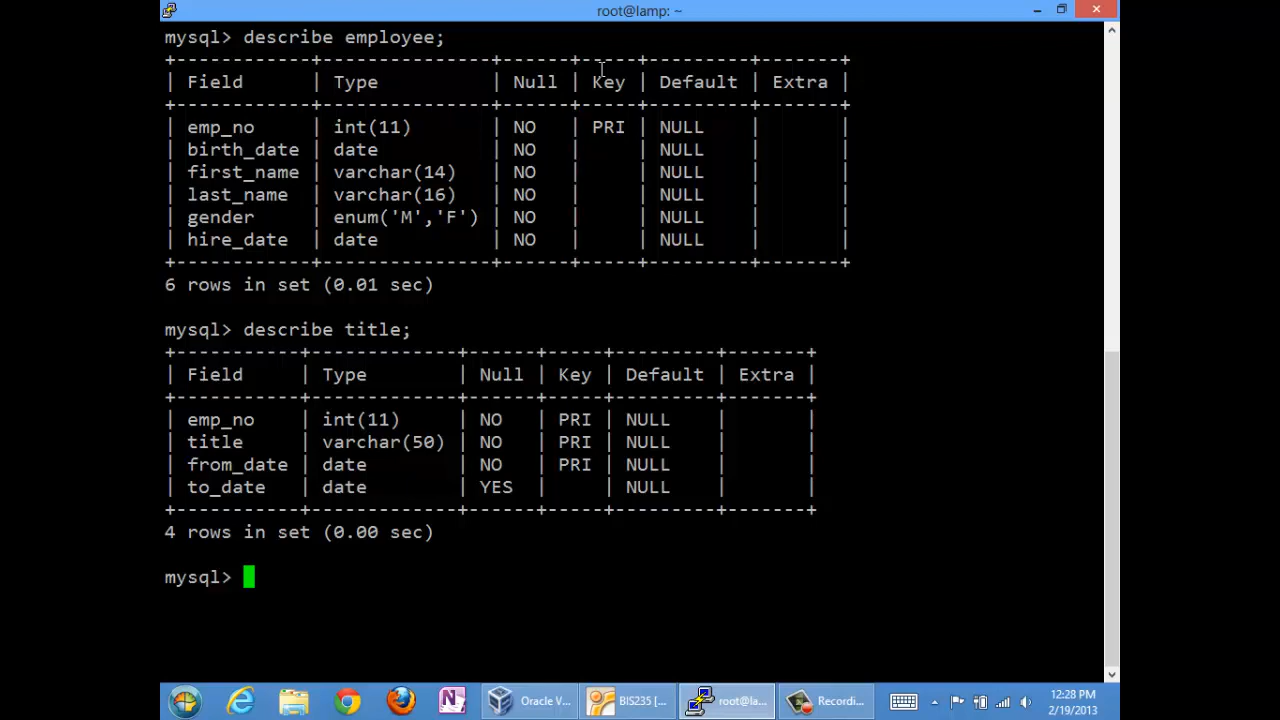 root@lamp: ~
mysql> describe employee;
+------------+---------------+------+-----+---------+-------+
| Field      | Type          | Null | Key | Default | Extra |
+------------+---------------+------+-----+---------+-------+
| emp_no     | int(11)       | NO   | PRI | NULL    |       |
| birth_date | date          | NO   |     | NULL    |       |
| first_name | varchar(14)   | NO   |     | NULL    |       |
| last_name  | varchar(16)   | NO   |     | NULL    |       |
| gender     | enum('M','F') | NO   |     | NULL    |       |
| hire_date  | date          | NO   |     | NULL    |       |
+------------+---------------+------+-----+---------+-------+
6 rows in set (0.01 sec)
mysql> describe title;
+-----------+-------------+------+-----+---------+-------+
| Field     | Type        | Null | Key | Default | Extra |
+-----------+-------------+------+-----+---------+-------+
| emp_no    | int(11)     | NO   | PRI | NULL    |       |
| title     | varchar(50) | NO   | PRI | NULL    |       |
| from_date | date        | NO   | PRI | NULL    |       |
| to_date   | date        | YES  |     | NULL    |       |
+-----------+-------------+------+-----+---------+-------+
4 rows in set (0.00 sec)
mysql>
Oracle V... BIS235 [... root@la... Recordi... 12:28 PM
2/19/2013